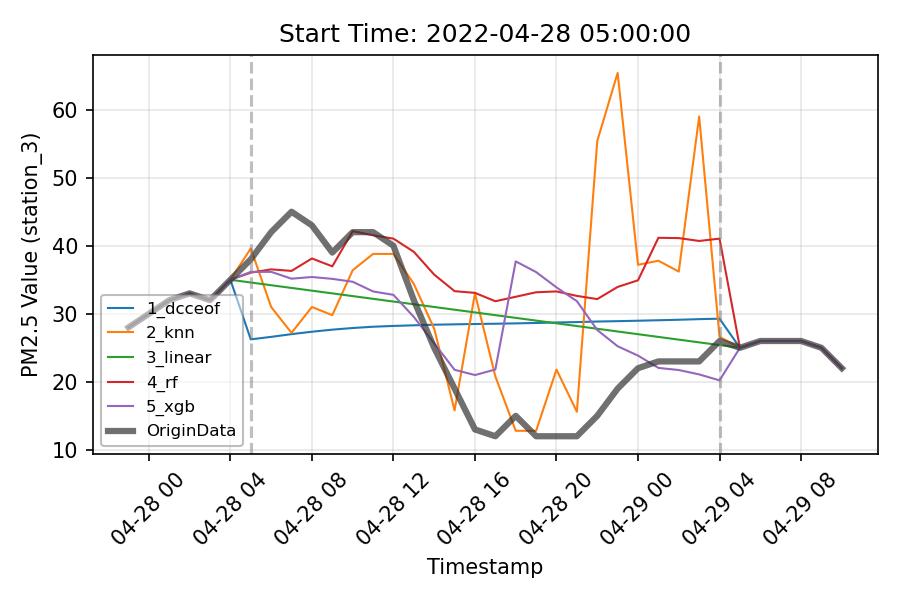 Start Time: 2022-04-28 05:00:00
PM2.5 Value (station_3)
60
50
40
30
20
10
1_dcceof
2_knn
3_linear
4_rf
5_xgb
OriginData
04-28 00
04-28 04
04-28 08
04-28 12
04-28 16
04-28 20
04-29 00
04-29 04
04-29 08
Timestamp